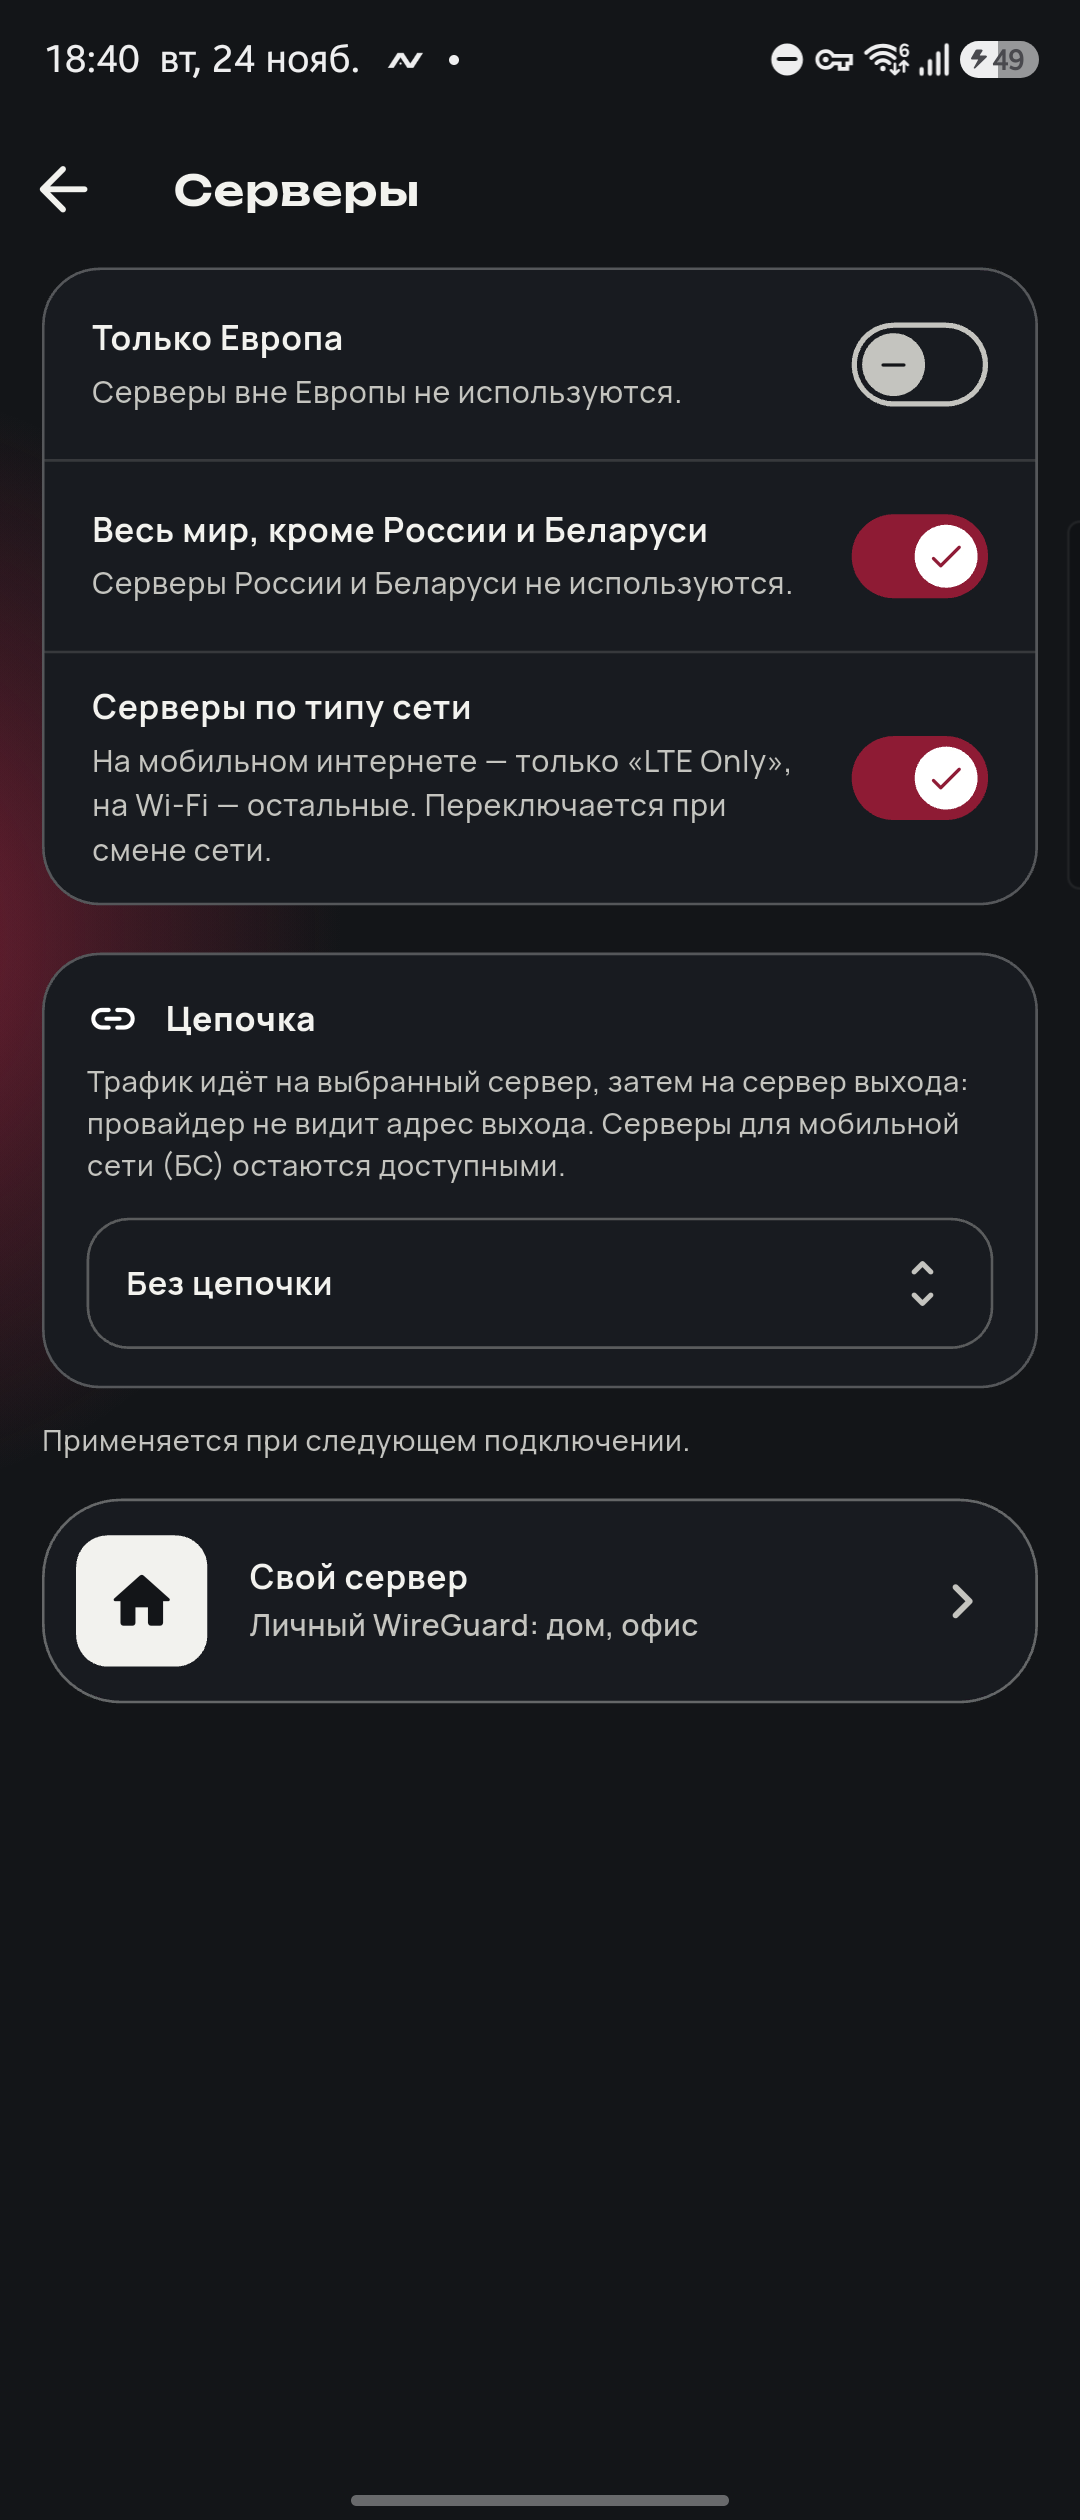 18:40 вт, 24 нояб.
6
49
Серверы
Только Европа
Серверы вне Европы не используются.
Весь мир, кроме России и Беларуси
Серверы России и Беларуси не используются.
Серверы по типу сети
На мобильном интернете — только «LTE Only»,
на Wi-Fi — остальные. Переключается при
смене сети.
Цепочка
Трафик идёт на выбранный сервер, затем на сервер выхода:
провайдер не видит адрес выхода. Серверы для мобильной
сети (БС) остаются доступными.
Без цепочки
Применяется при следующем подключении.
Свой сервер
Личный WireGuard: дом, офис